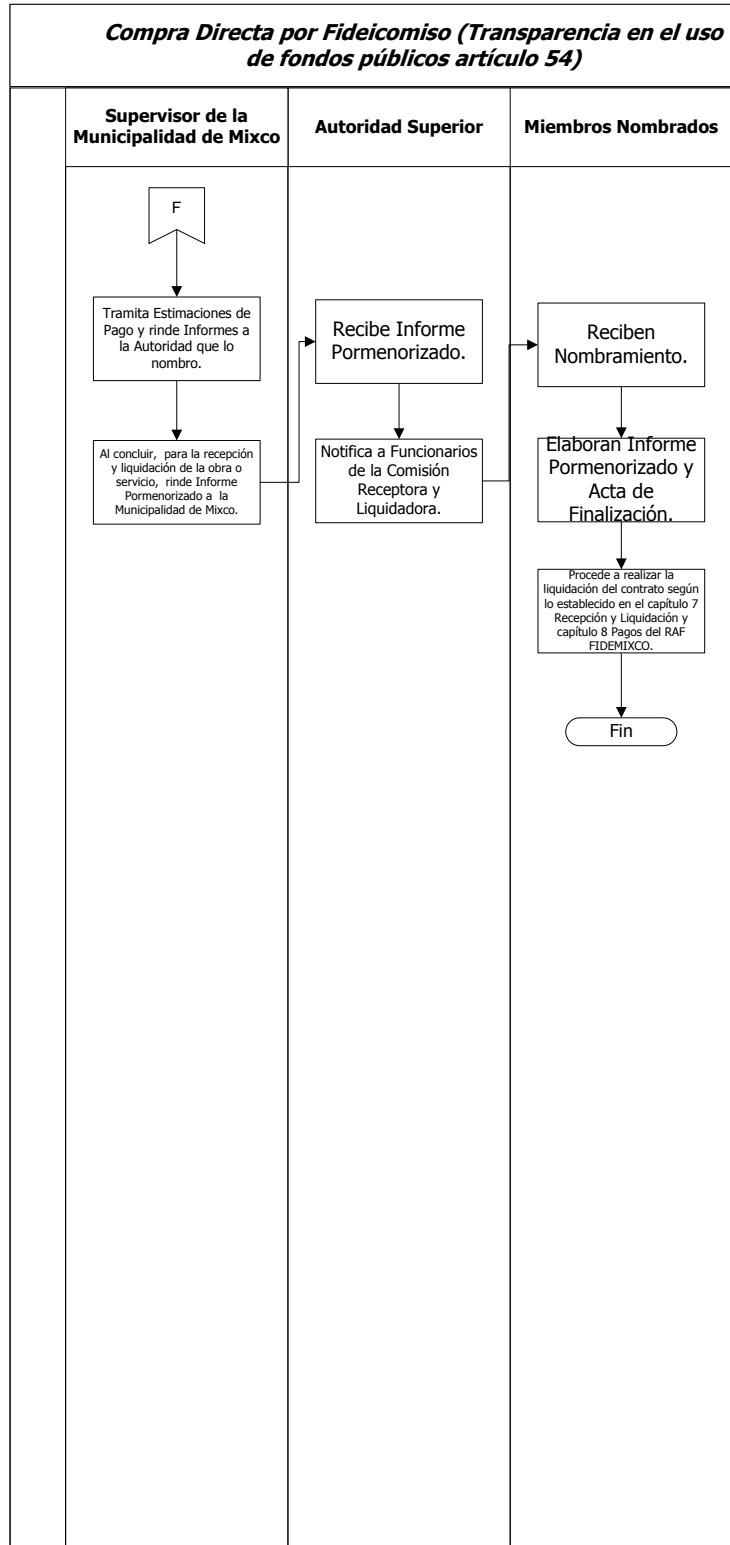 Compra Directa por Fideicomiso (Transparencia en el uso
de fondos públicos artículo 54)
Supervisor de la
Municipalidad de Mixco
Autoridad Superior
Miembros Nombrados
F
Tramita Estimaciones de
Pago y rinde Informes a
la Autoridad que lo
nombro.
Al concluir, para la recepción
y liquidación de la obra o
servicio, rinde Informe
Pormenorizado a la
Municipalidad de Mixco.
Recibe Informe
Pormenorizado.
Notifica a Funcionarios
de la Comisión
Receptora y
Liquidadora.
Reciben
Nombramiento.
Elaboran Informe
Pormenorizado y
Acta de
Finalización.
Procede a realizar la
liquidación del contrato según
lo establecido en el capítulo 7
Recepción y Liquidación y
capítulo 8 Pagos del RAF
FIDEMIXCO.
Fin